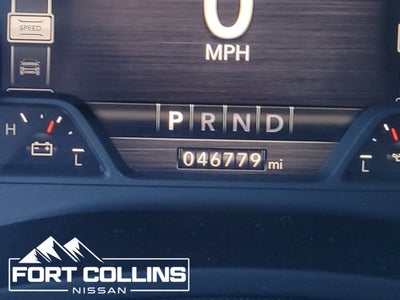 SPEED
0
MPH
P R N D
H
L
046779 mi
L
FORT COLLINS
NISSAN